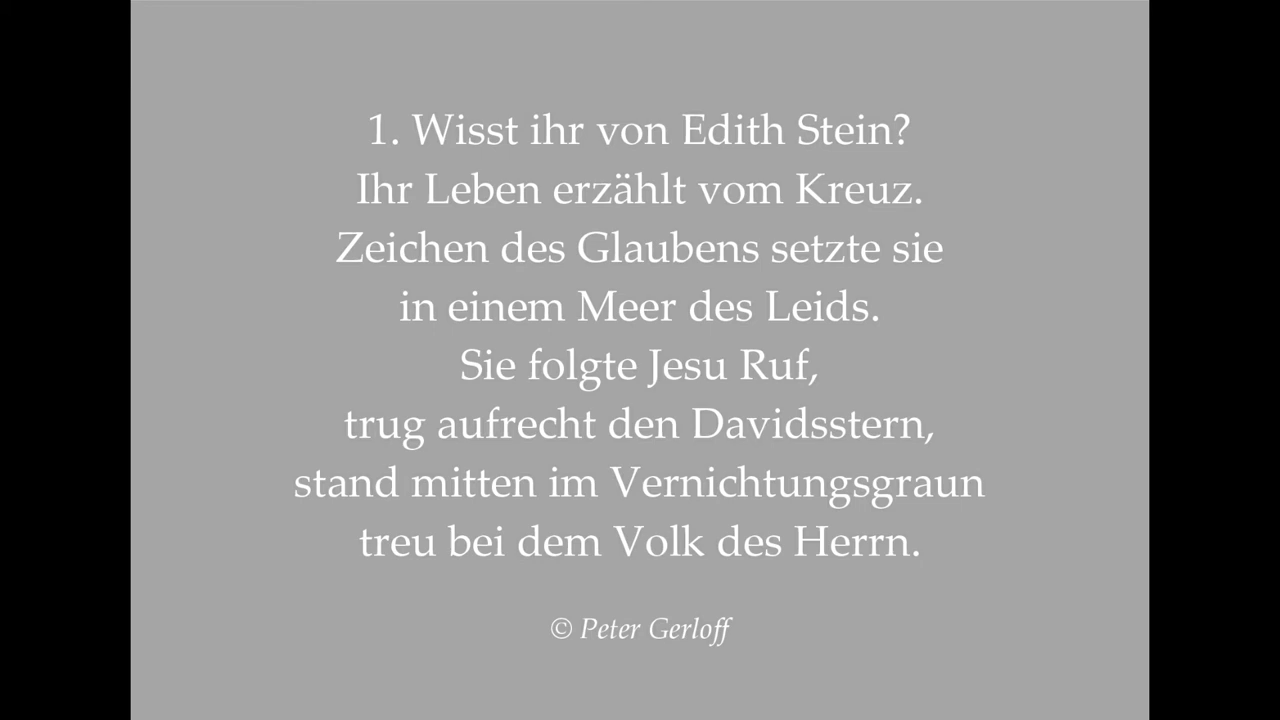 1. Wisst ihr von Edith Stein?
Ihr Leben erzählt vom Kreuz.
Zeichen des Glaubens setzte sie
in einem Meer des Leids.
Sie folgte Jesu Ruf,
trug aufrecht den Davidsstern,
stand mitten im Vernichtungsgraun
treu bei dem Volk des Herrn.
© Peter Gerloff